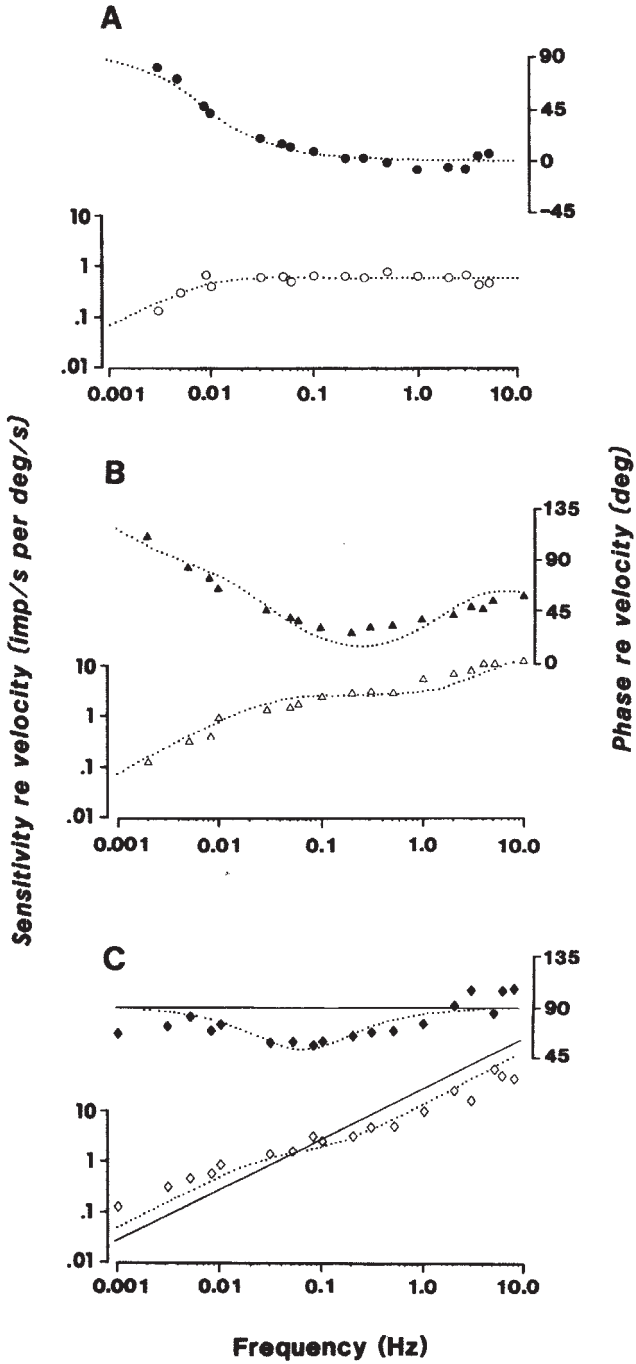 A
90
45
0
-45
10
1
.1
.01
0.001 0.01 0.1 1.0 10.0
Sensitivity re velocity (imp/s per deg/s)
Phase re velocity (deg)
B
135
90
45
0
10
1
.1
.01
0.001 0.01 0.1 1.0 10.0
C
135
90
45
10
1
.1
.01
0.001 0.01 0.1 1.0 10.0
Frequency (Hz)